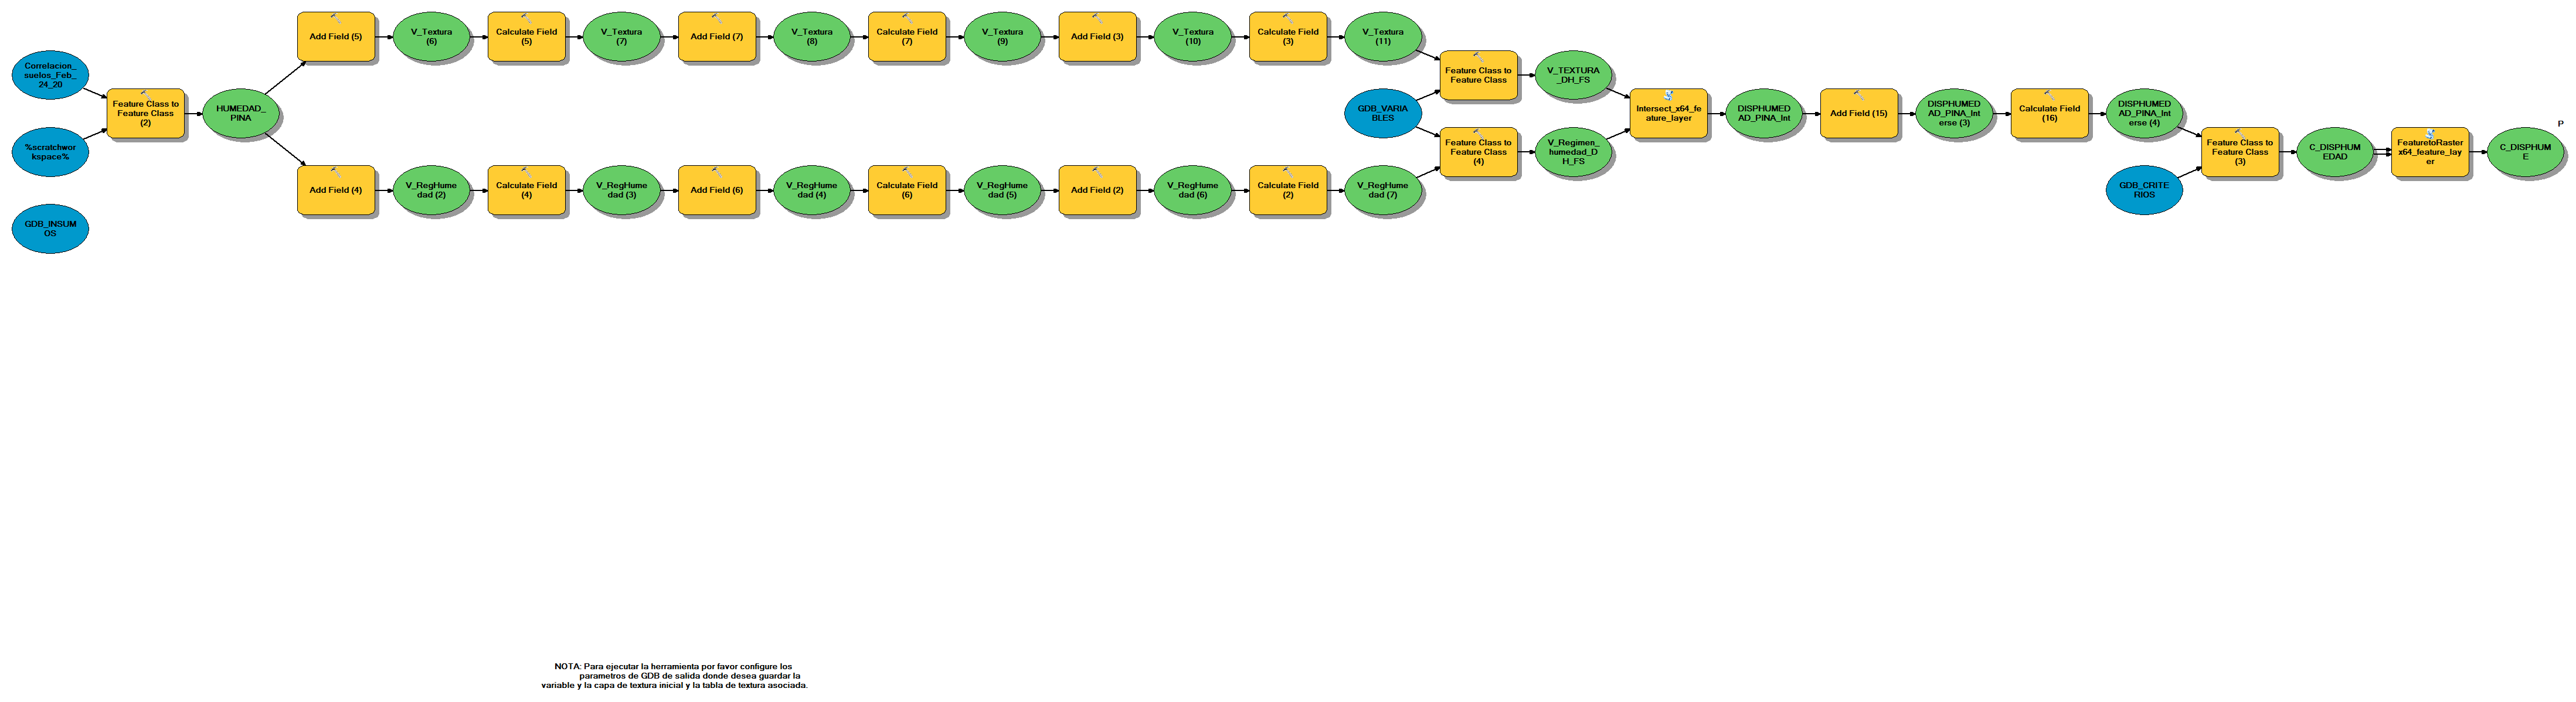 Correlacion_
suelos_Feb_
24_20
%scratchwor
kspace%
GDB_INSUM
OS
Feature Class to
Feature Class
(2)
HUMEDAD_
PINA
Add Field (5)
V_Textura
(6)
Calculate Field
(5)
V_Textura
(7)
Add Field (7)
V_Textura
(8)
Calculate Field
(7)
V_Textura
(9)
Add Field (3)
V_Textura
(10)
Calculate Field
(3)
V_Textura
(11)
Add Field (4)
V_RegHume
dad (2)
Calculate Field
(4)
V_RegHume
dad (3)
Add Field (6)
V_RegHume
dad (4)
Calculate Field
(6)
V_RegHume
dad (5)
Add Field (2)
V_RegHume
dad (6)
Calculate Field
(2)
V_RegHume
dad (7)
GDB_VARIA
BLES
Feature Class to
Feature Class
V_TEXTURA
_DH_FS
Feature Class to
Feature Class
(4)
V_Regimen_
humedad_D
H_FS
Intersect_x64_fe
ature_layer
DISPHUMED
AD_PINA_Int
Add Field (15)
DISPHUMED
AD_PINA_Int
erse (3)
Calculate Field
(16)
DISPHUMED
AD_PINA_Int
erse (4)
GDB_CRITE
RIOS
Feature Class to
Feature Class
(3)
C_DISPHUM
EDAD
FeaturetoRaster
x64_feature_lay
er
P
C_DISPHUM
E
NOTA: Para ejecutar la herramienta por favor configure los
parametros de GDB de salida donde desea guardar la
variable y la capa de textura inicial y la tabla de textura asociada.